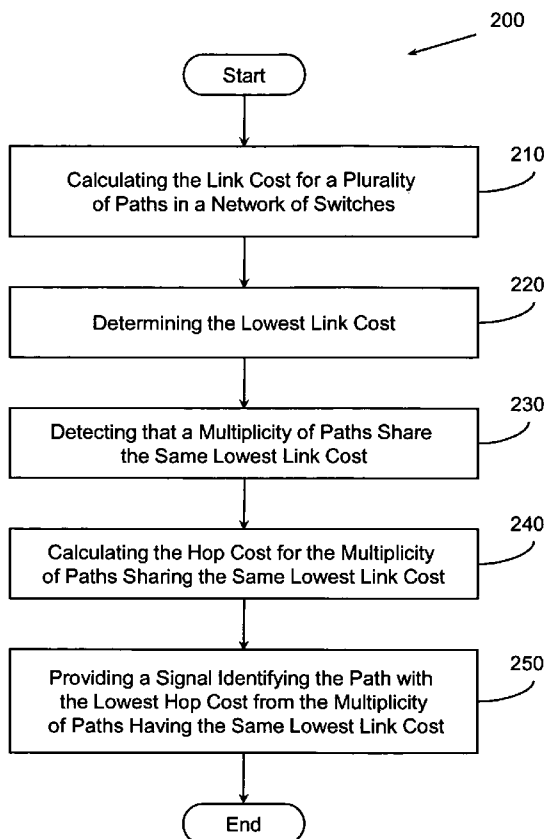 200
Start
210
Calculating the Link Cost for a Plurality
of Paths in a Network of Switches
220
Determining the Lowest Link Cost
230
Detecting that a Multiplicity of Paths Share
the Same Lowest Link Cost
240
Calculating the Hop Cost for the Multiplicity
of Paths Sharing the Same Lowest Link Cost
250
Providing a Signal Identifying the Path with
the Lowest Hop Cost from the Multiplicity
of Paths Having the Same Lowest Link Cost
End